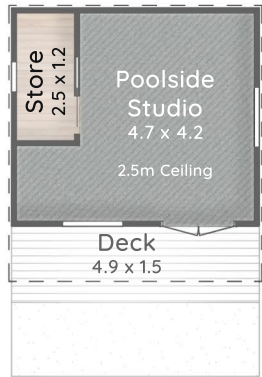 Store
2.5 x 1.2
Poolside
Studio
4.7 x 4.2
2.5m Ceiling
Deck
4.9 x 1.5